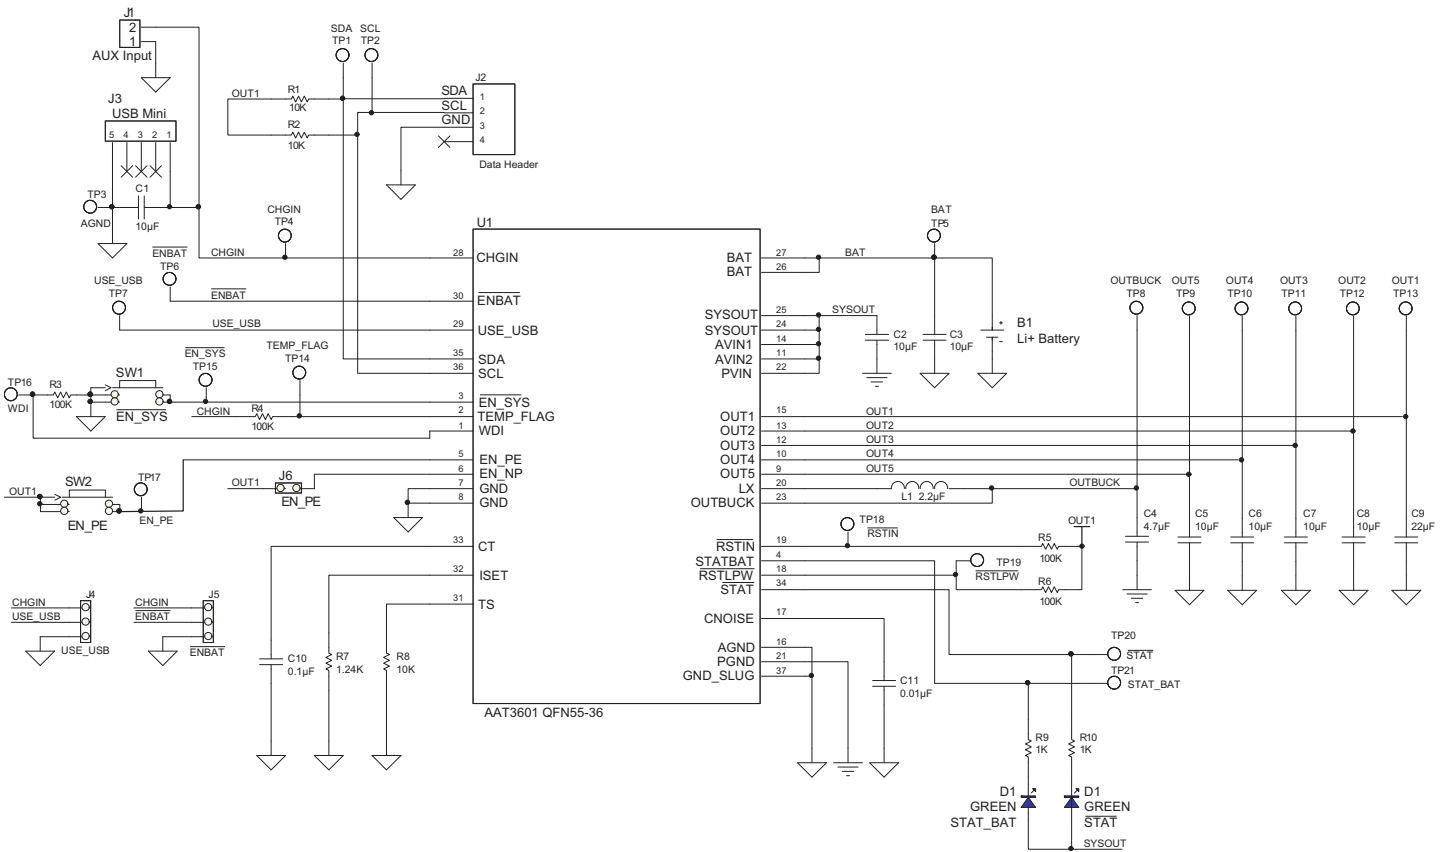 J1
2
1
AUX Input
J3
USB Mini
5 4 3 2 1
TP3
AGND
C1
10µF
SDA SCL
TP1 TP2
OUT1
R1
10K
R2
10K
J2
SDA 1
SCL 2
GND 3
4
Data Header
CHGIN
TP4
CHGIN
ENBAT
TP6
ENBAT
USE_USB
TP7
USE_USB
EN_SYS
TP15
TEMP_FLAG
TP14
TP16
WDI
R3
100K
SW1
EN_SYS
CHGIN
R4
100K
OUT1
SW2
EN_PE
TP17
EN_PE
OUT1
J6
EN_PE
U1
28 CHGIN
30 ENBAT
29 USE_USB
35 SDA
36 SCL
3 EN_SYS
2 TEMP_FLAG
1 WDI
5 EN_PE
6 EN_NP
7 GND
8 GND
33 CT
32 ISET
31 TS
BAT 27
BAT 26
SYSOUT 25
SYSOUT 24
AVIN1 14
AVIN2 11
PVIN 22
OUT1 15
OUT2 13
OUT3 12
OUT4 10
OUT5 9
LX 20
OUTBUCK 23
RSTIN 19
STATBAT 4
RSTLPW 18
STAT 34
CNOISE 17
AGND 16
PGND 21
GND_SLUG 37
AAT3601 QFN55-36
BAT
BAT
TP5
SYSOUT
C2
10µF
C3
10µF
B1
+
-
Li+ Battery
OUTBUCK OUT5 OUT4 OUT3 OUT2 OUT1
TP8 TP9 TP10 TP11 TP12 TP13
OUT1
OUT2
OUT3
OUT4
OUT5
L1 2.2µF
OUTBUCK
C4
4.7µF
C5
10µF
C6
10µF
C7
10µF
C8
10µF
C9
22µF
TP18
RSTIN
OUT1
R5
100K
TP19
RSTLPW
R6
100K
CHGIN
USE_USB
J4
USE_USB
CHGIN
ENBAT
J5
ENBAT
C10
0.1µF
R7
1.24K
R8
10K
C11
0.01µF
TP20
STAT
TP21
STAT_BAT
R9
1K
R10
1K
D1
GREEN
STAT_BAT
D1
GREEN
STAT
SYSOUT